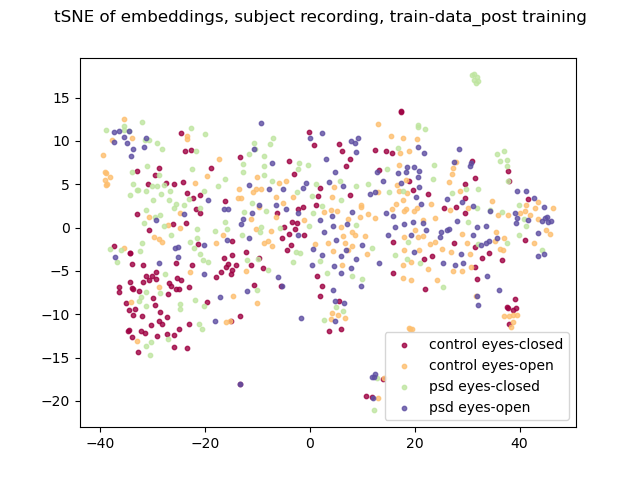 tSNE of embeddings, subject recording, train-data_post training
15
10
5
0
−5
−10
−15
−20
−40
−20
0
20
40
control eyes-closed
control eyes-open
psd eyes-closed
psd eyes-open